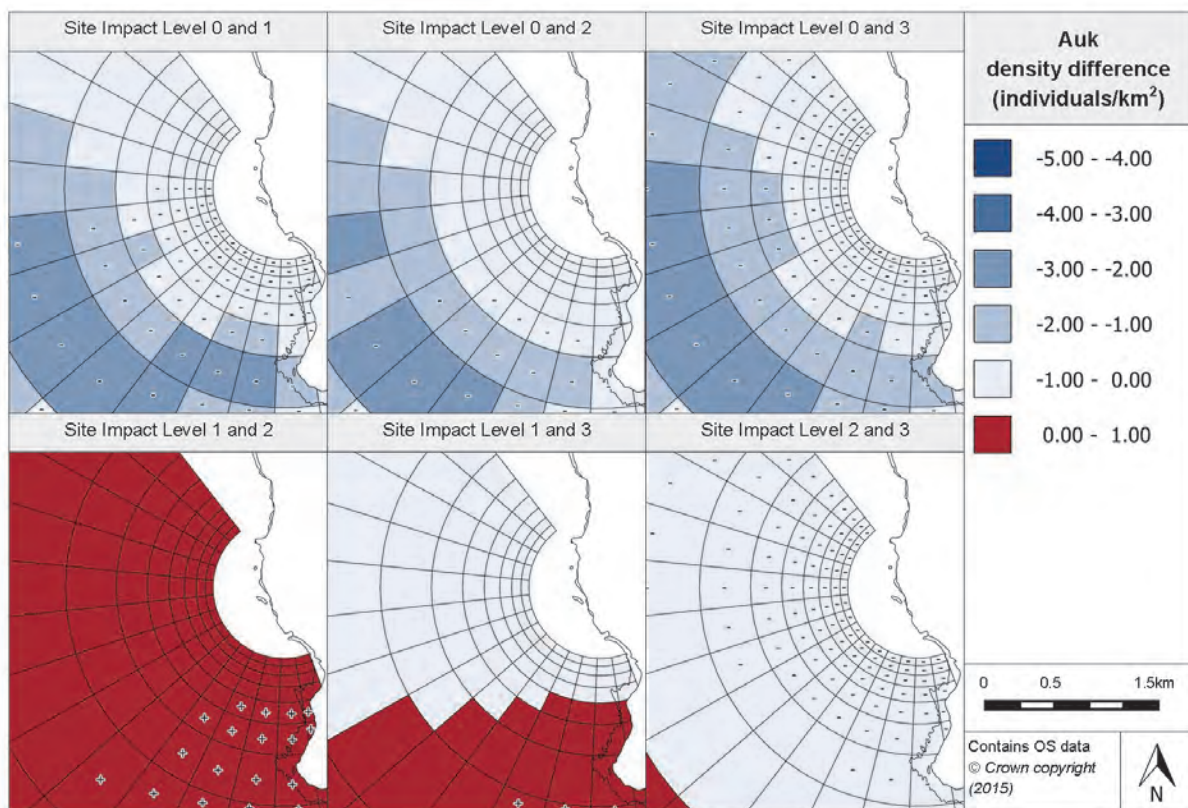 Site Impact Level 0 and 1
Site Impact Level 0 and 2
Site Impact Level 0 and 3
Auk
density difference
(individuals/km²)
-5.00 - -4.00
-4.00 - -3.00
-3.00 - -2.00
-2.00 - -1.00
-1.00 - 0.00
0.00 - 1.00
Site Impact Level 1 and 2
Site Impact Level 1 and 3
Site Impact Level 2 and 3
0 0.5 1.5km
Contains OS data
© Crown copyright
(2015)
N